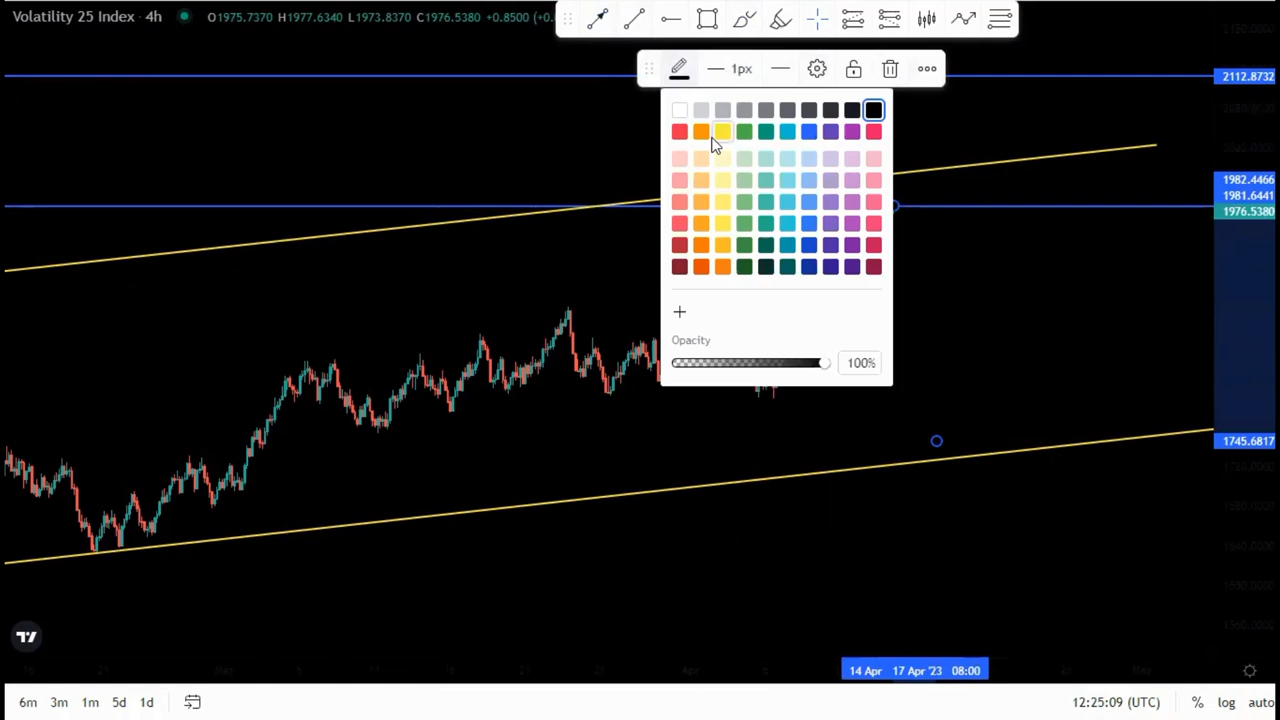 Volatility 25 Index · 4h
O1975.7370 H1977.6340 L1973.8370 C1976.5380 +0.8500
1px
2112.8732
1982.4466
1981.6441
1976.5380
Opacity
100%
1745.6817
14 Apr 17 Apr '23 08:00
6m 3m 1m 5d 1d
12:25:09 (UTC) % log auto